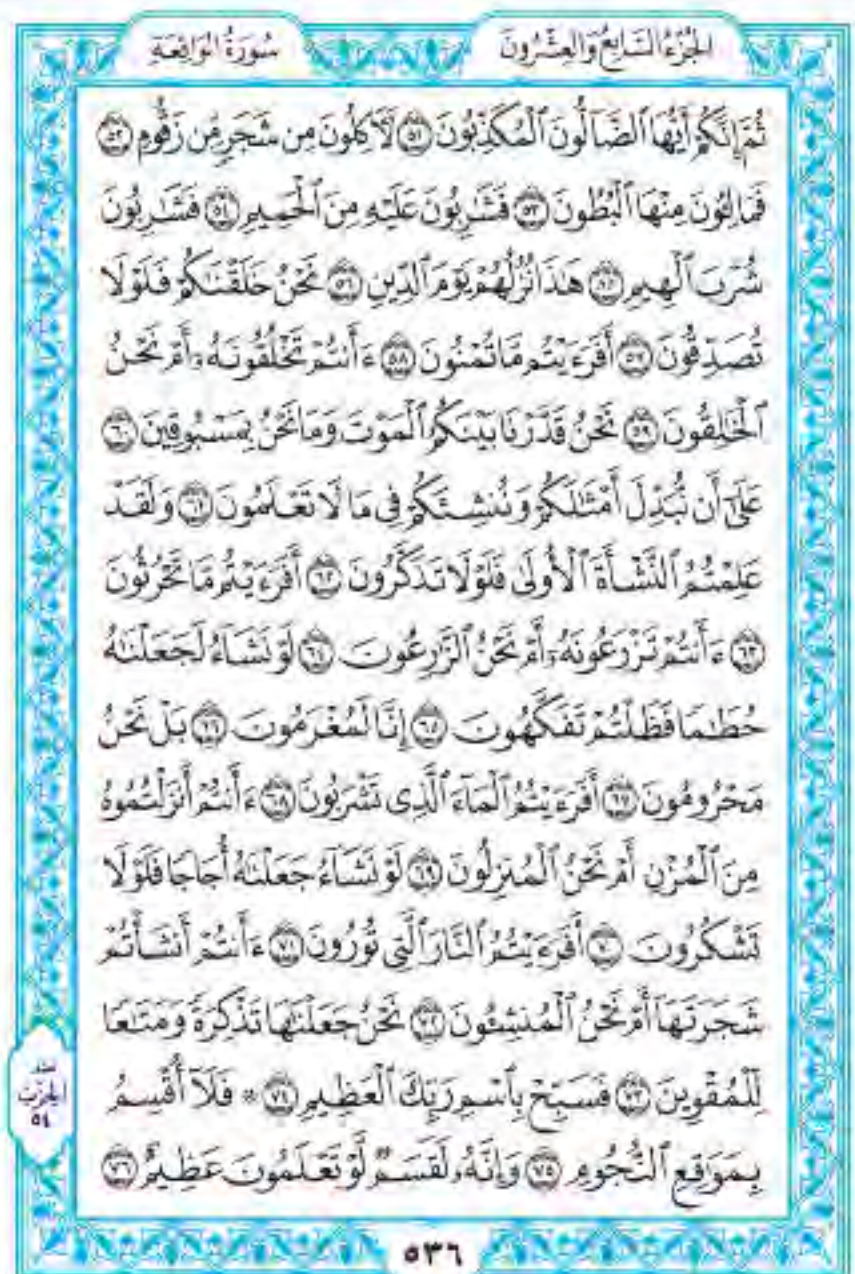 الجُزْءُ السَّابِعُ وَالعِشْرُونَ
سُورَةُ الوَاقِعَةِ
ثُمَّ إِنَّكُمْ أَيُّهَا ٱلضَّآلُّونَ ٱلْمُكَذِّبُونَ ٥١ لَأٓكِلُونَ مِن شَجَرٍ مِّن زَقُّومٍ ٥٢
فَمَالِـُٔونَ مِنْهَا ٱلْبُطُونَ ٥٣ فَشَٰرِبُونَ عَلَيْهِ مِنَ ٱلْحَمِيمِ ٥٤ فَشَٰرِبُونَ
شُرْبَ ٱلْهِيمِ ٥٥ هَٰذَا نُزُلُهُمْ يَوْمَ ٱلدِّينِ ٥٦ نَحْنُ خَلَقْنَٰكُمْ فَلَوْلَا
تُصَدِّقُونَ ٥٧ أَفَرَءَيْتُم مَّا تُمْنُونَ ٥٨ ءَأَنتُمْ تَخْلُقُونَهُۥٓ أَمْ نَحْنُ
ٱلْخَٰلِقُونَ ٥٩ نَحْنُ قَدَّرْنَا بَيْنَكُمُ ٱلْمَوْتَ وَمَا نَحْنُ بِمَسْبُوقِينَ ٦٠
عَلَىٰٓ أَن نُّبَدِّلَ أَمْثَٰلَكُمْ وَنُنشِئَكُمْ فِى مَا لَا تَعْلَمُونَ ٦١ وَلَقَدْ
عَلِمْتُمُ ٱلنَّشْأَةَ ٱلْأُولَىٰ فَلَوْلَا تَذَكَّرُونَ ٦٢ أَفَرَءَيْتُم مَّا تَحْرُثُونَ
٦٣ ءَأَنتُمْ تَزْرَعُونَهُۥٓ أَمْ نَحْنُ ٱلزَّٰرِعُونَ ٦٤ لَوْ نَشَآءُ لَجَعَلْنَٰهُ
حُطَٰمًا فَظَلْتُمْ تَفَكَّهُونَ ٦٥ إِنَّا لَمُغْرَمُونَ ٦٦ بَلْ نَحْنُ
مَحْرُومُونَ ٦٧ أَفَرَءَيْتُمُ ٱلْمَآءَ ٱلَّذِى تَشْرَبُونَ ٦٨ ءَأَنتُمْ أَنزَلْتُمُوهُ
مِنَ ٱلْمُزْنِ أَمْ نَحْنُ ٱلْمُنزِلُونَ ٦٩ لَوْ نَشَآءُ جَعَلْنَٰهُ أُجَاجًا فَلَوْلَا
تَشْكُرُونَ ٧٠ أَفَرَءَيْتُمُ ٱلنَّارَ ٱلَّتِى تُورُونَ ٧١ ءَأَنتُمْ أَنشَأْتُمْ
شَجَرَتَهَآ أَمْ نَحْنُ ٱلْمُنشِـُٔونَ ٧٢ نَحْنُ جَعَلْنَٰهَا تَذْكِرَةً وَمَتَٰعًا
لِّلْمُقْوِينَ ٧٣ فَسَبِّحْ بِٱسْمِ رَبِّكَ ٱلْعَظِيمِ ٧٤ ۞ فَلَآ أُقْسِمُ
بِمَوَٰقِعِ ٱلنُّجُومِ ٧٥ وَإِنَّهُۥ لَقَسَمٌ لَّوْ تَعْلَمُونَ عَظِيمٌ ٧٦
الحِزْب
٥٤
٥٣٦